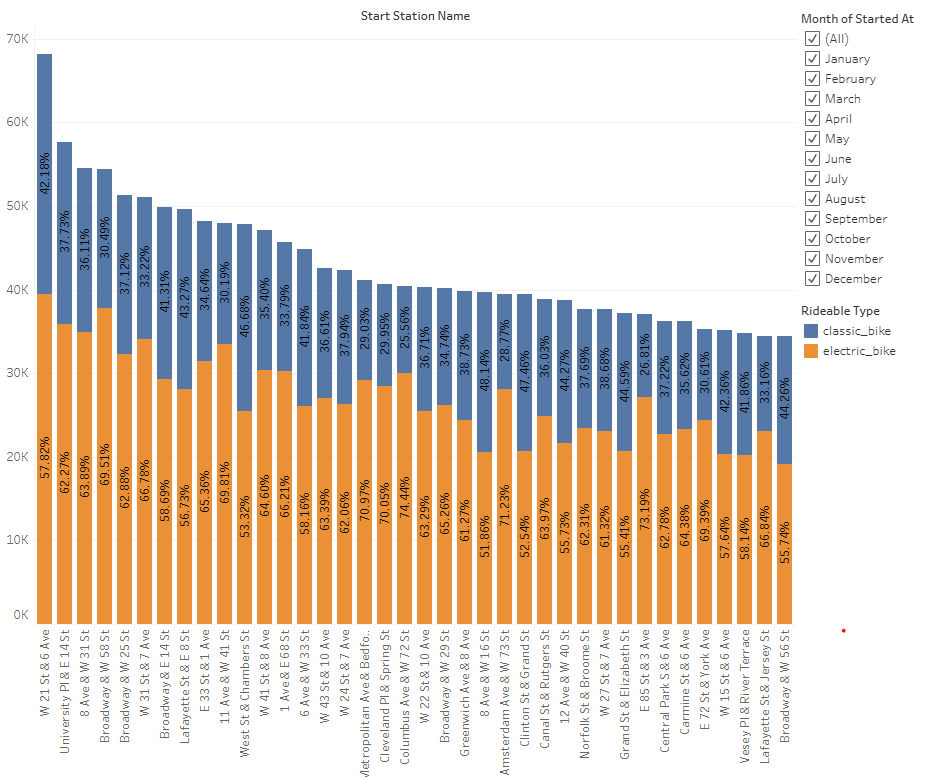 Start Station Name
70K
60K
50K
40K
30K
20K
10K
0K
42.18%
37.73%
36.11%
30.49%
37.12%
33.22%
41.31%
43.27%
34.64%
30.19%
46.68%
35.40%
33.79%
41.84%
36.61%
37.94%
29.03%
29.95%
25.56%
36.71%
34.74%
38.73%
48.14%
28.77%
47.46%
36.03%
44.27%
37.69%
38.68%
44.59%
26.81%
37.22%
35.62%
30.61%
42.36%
41.86%
33.16%
44.26%
57.82%
62.27%
63.89%
69.51%
62.88%
66.78%
58.69%
56.73%
65.36%
69.81%
53.32%
64.60%
66.21%
58.16%
63.39%
62.06%
70.97%
70.05%
74.44%
63.29%
65.26%
61.27%
51.86%
71.23%
52.54%
63.97%
55.73%
62.31%
61.32%
55.41%
73.19%
62.78%
64.38%
69.39%
57.64%
58.14%
66.84%
55.74%
W 21 St & 6 Ave
University Pl & E 14 St
8 Ave & W 31 St
Broadway & W 58 St
Broadway & W 25 St
W 31 St & 7 Ave
Broadway & E 14 St
Lafayette St & E 8 St
E 33 St & 1 Ave
11 Ave & W 41 St
West St & Chambers St
W 41 St & 8 Ave
1 Ave & E 68 St
6 Ave & W 33 St
W 43 St & 10 Ave
W 24 St & 7 Ave
Metropolitan Ave & Bedfo..
Cleveland Pl & Spring St
Columbus Ave & W 72 St
W 22 St & 10 Ave
Broadway & W 29 St
Greenwich Ave & 8 Ave
8 Ave & W 16 St
Amsterdam Ave & W 73 St
Clinton St & Grand St
Canal St & Rutgers St
12 Ave & W 40 St
Norfolk St & Broome St
W 27 St & 7 Ave
Grand St & Elizabeth St
E 85 St & 3 Ave
Central Park S & 6 Ave
Carmine St & 6 Ave
E 72 St & York Ave
W 15 St & 6 Ave
Vesey Pl & River Terrace
Lafayette St & Jersey St
Broadway & W 56 St
Month of Started At
(All)
January
February
March
April
May
June
July
August
September
October
November
December
Rideable Type
classic_bike
electric_bike